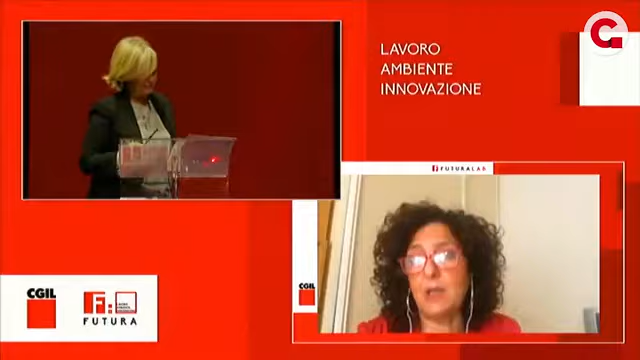 LAVORO
AMBIENTE
INNOVAZIONE
FUTURALAB
CGIL
CGIL
F:
FUTURA